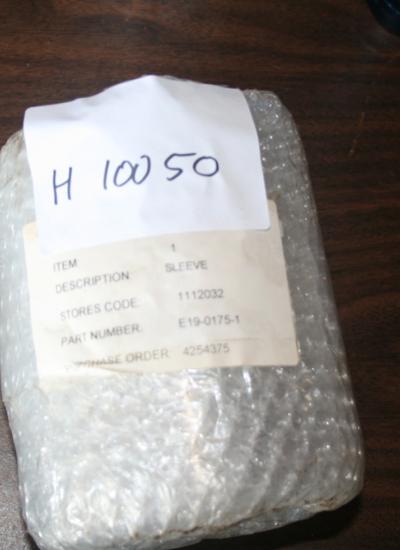 H 10050
ITEM 1
DESCRIPTION SLEEVE
STORES CODE: 1112032
PART NUMBER: E19-0175-1
PURCHASE ORDER: 4254375